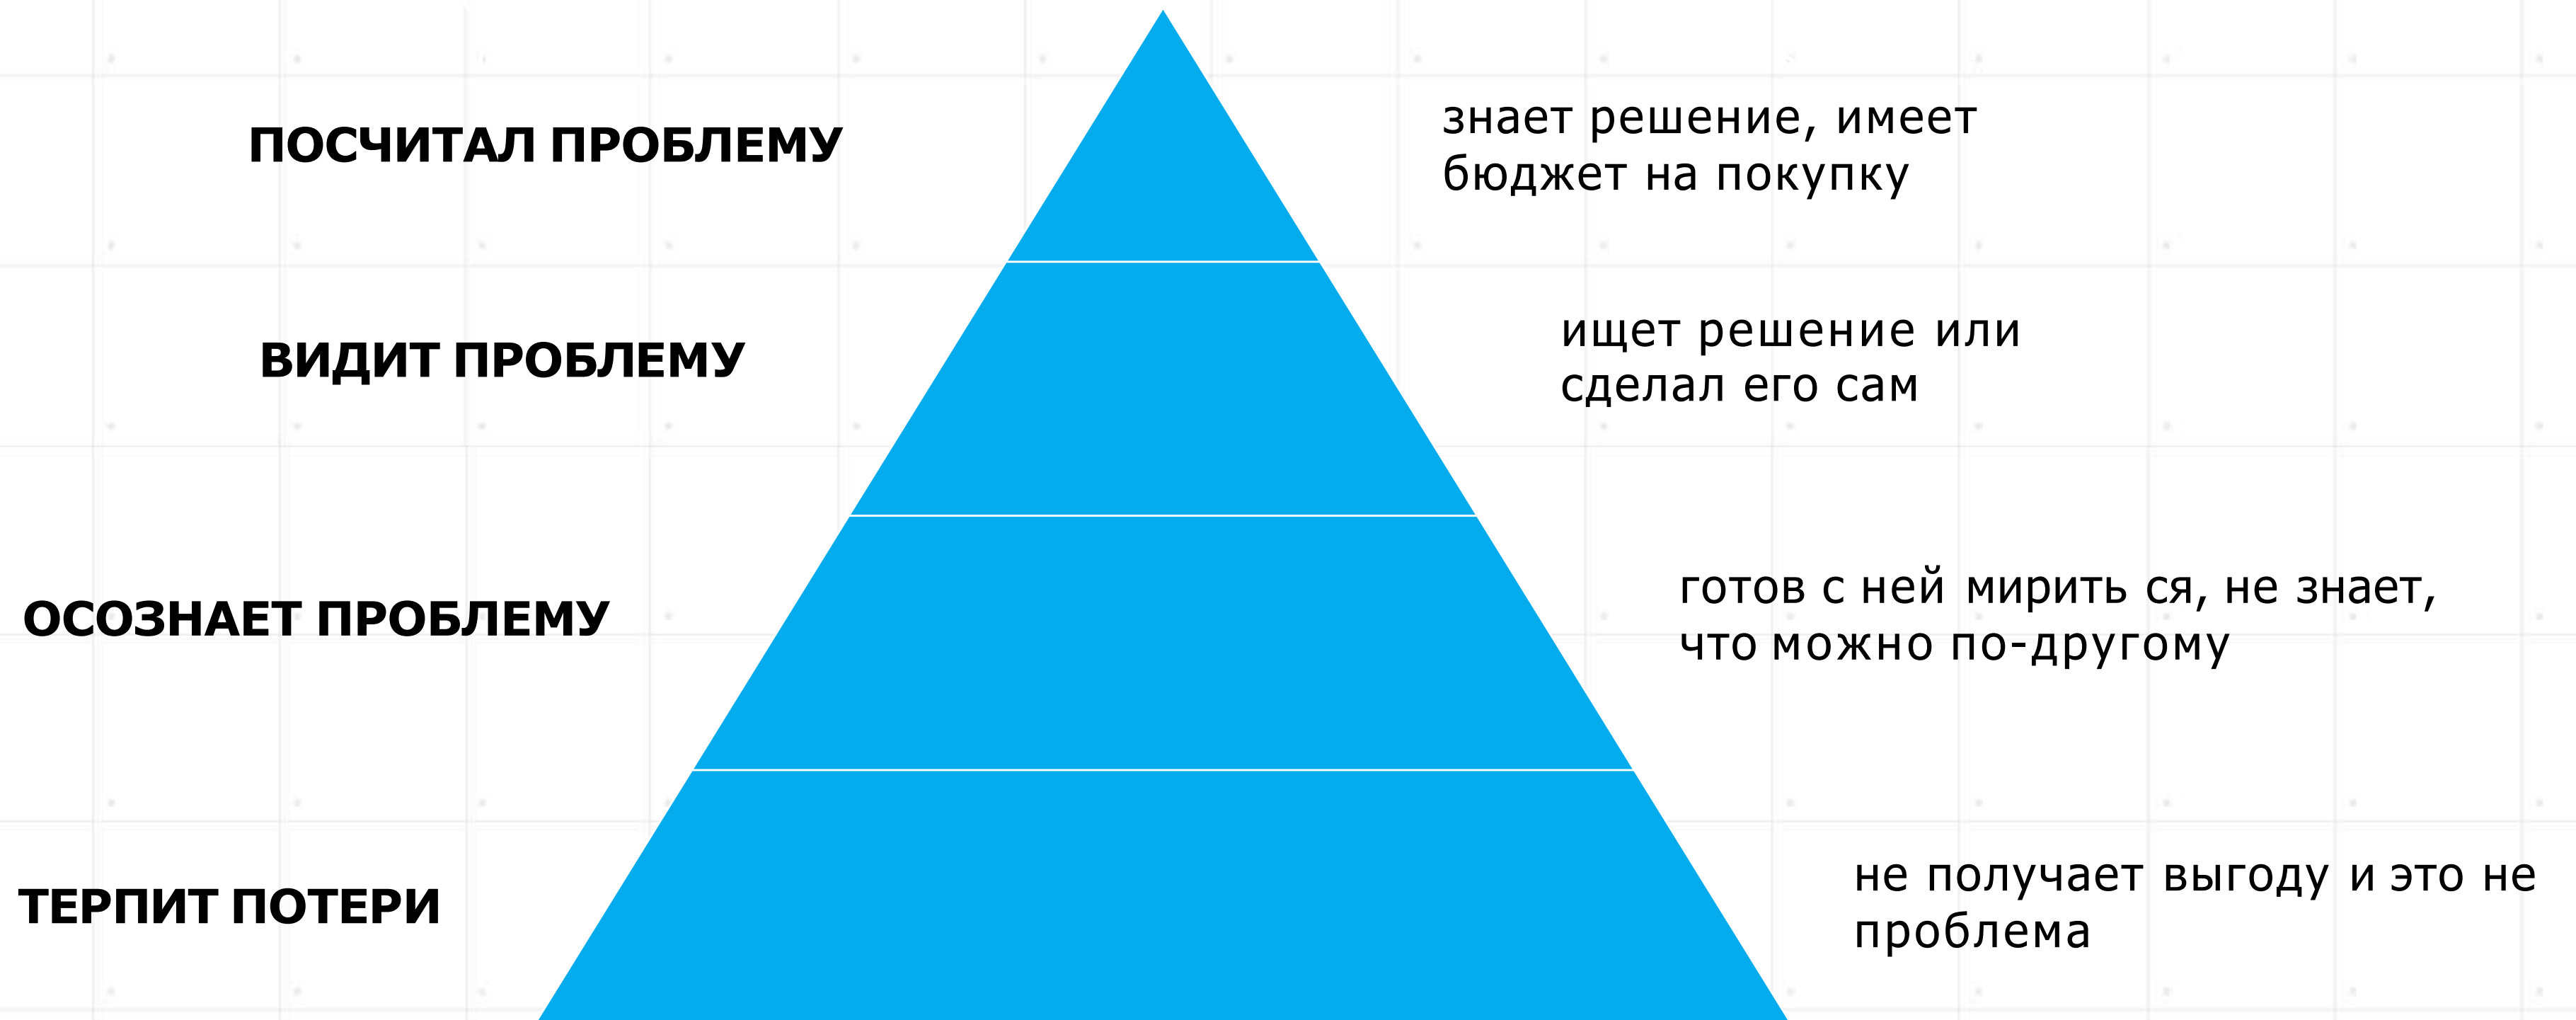 ПОСЧИТАЛ ПРОБЛЕМУ
знает решение, имеет
бюджет на покупку
ВИДИТ ПРОБЛЕМУ
ищет решение или
сделал его сам
ОСОЗНАЕТ ПРОБЛЕМУ
готов с ней мирить ся, не знает,
что можно по-другому
ТЕРПИТ ПОТЕРИ
не получает выгоду и это не
проблема